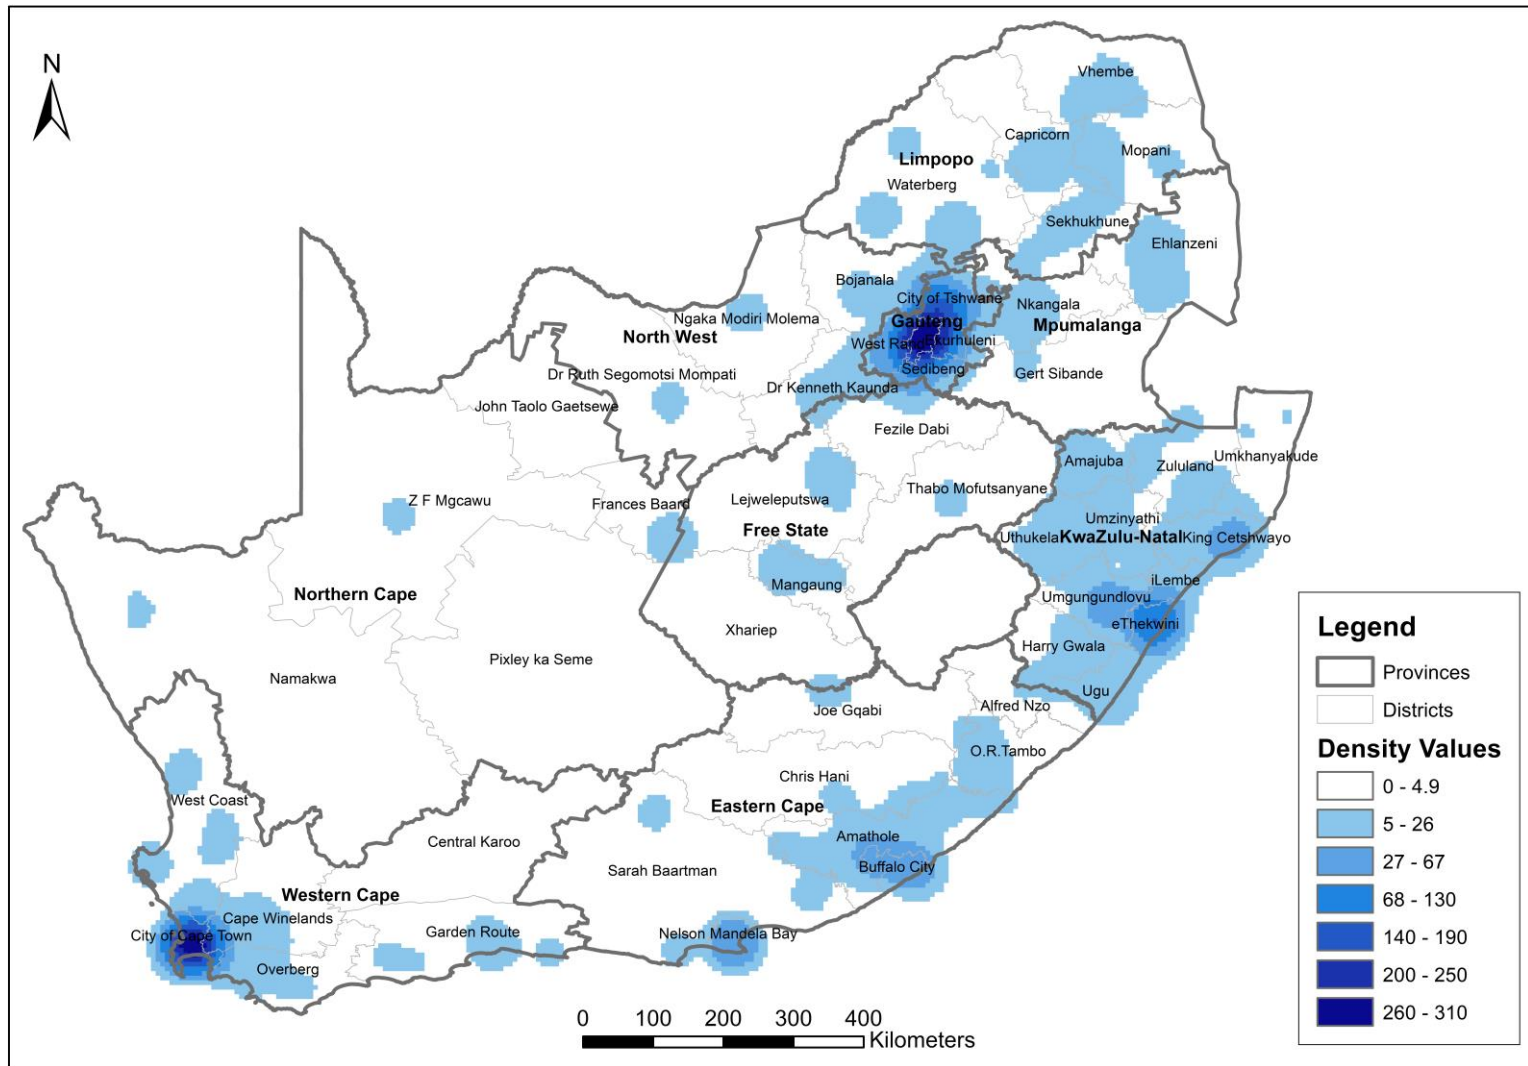 N
Vhembe
Capricorn
Mopani
Limpopo
Waterberg
Sekhukhune
Ehlanzeni
Bojanala
City of Tshwane
Nkangala
Ngaka Modiri Molema
Gauteng
Mpumalanga
North West
West Rand
Ekurhuleni
Sedibeng
Gert Sibande
Dr Ruth Segomotsi Mompati
Dr Kenneth Kaunda
John Taolo Gaetsewe
Fezile Dabi
Amajuba
Zululand
Umkhanyakude
Z F Mgcawu
Frances Baard
Lejweleputswa
Thabo Mofutsanyane
Umzinyathi
Free State
Uthukela
KwaZulu-Natal
King Cetshwayo
Mangaung
iLembe
Northern Cape
Umgungundlovu
eThekwini
Xhariep
Harry Gwala
Pixley ka Seme
Namakwa
Ugu
Joe Gqabi
Alfred Nzo
O.R.Tambo
Chris Hani
West Coast
Eastern Cape
Central Karoo
Amathole
Sarah Baartman
Buffalo City
Western Cape
Cape Winelands
City of Cape Town
Garden Route
Nelson Mandela Bay
Overberg
0 100 200 300 400
Kilometers
Legend
Provinces
Districts
Density Values
0 - 4.9
5 - 26
27 - 67
68 - 130
140 - 190
200 - 250
260 - 310